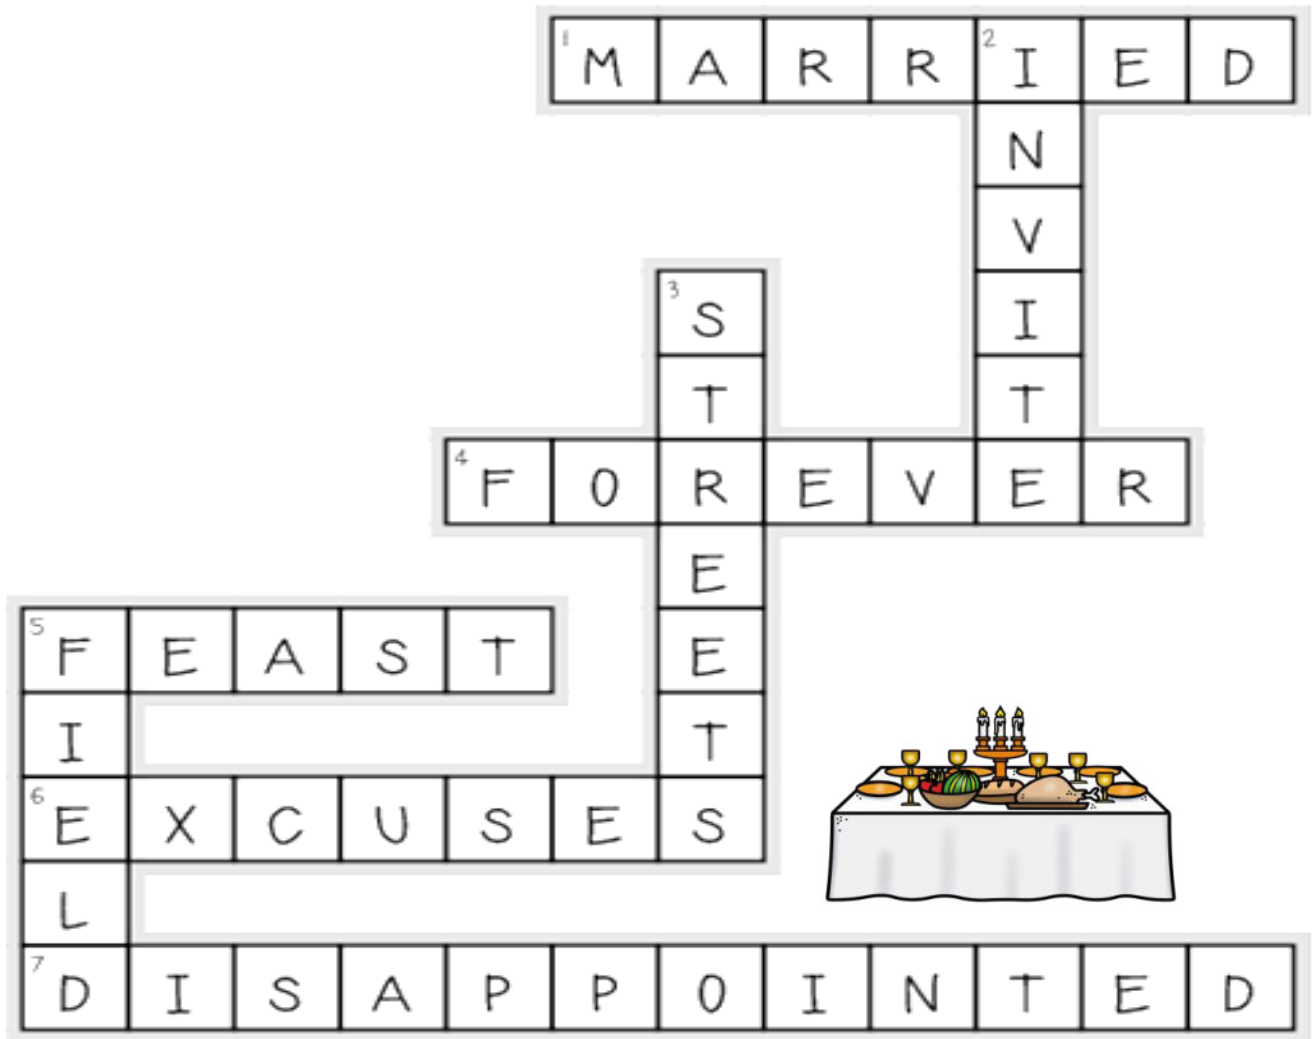 1 M A R R 2 I E D
N
V
3 S I
T T
4 F O R E V E R
E
5 F E A S T E
I T
6 E X C U S E S
L
7 D I S A P P O I N T E D